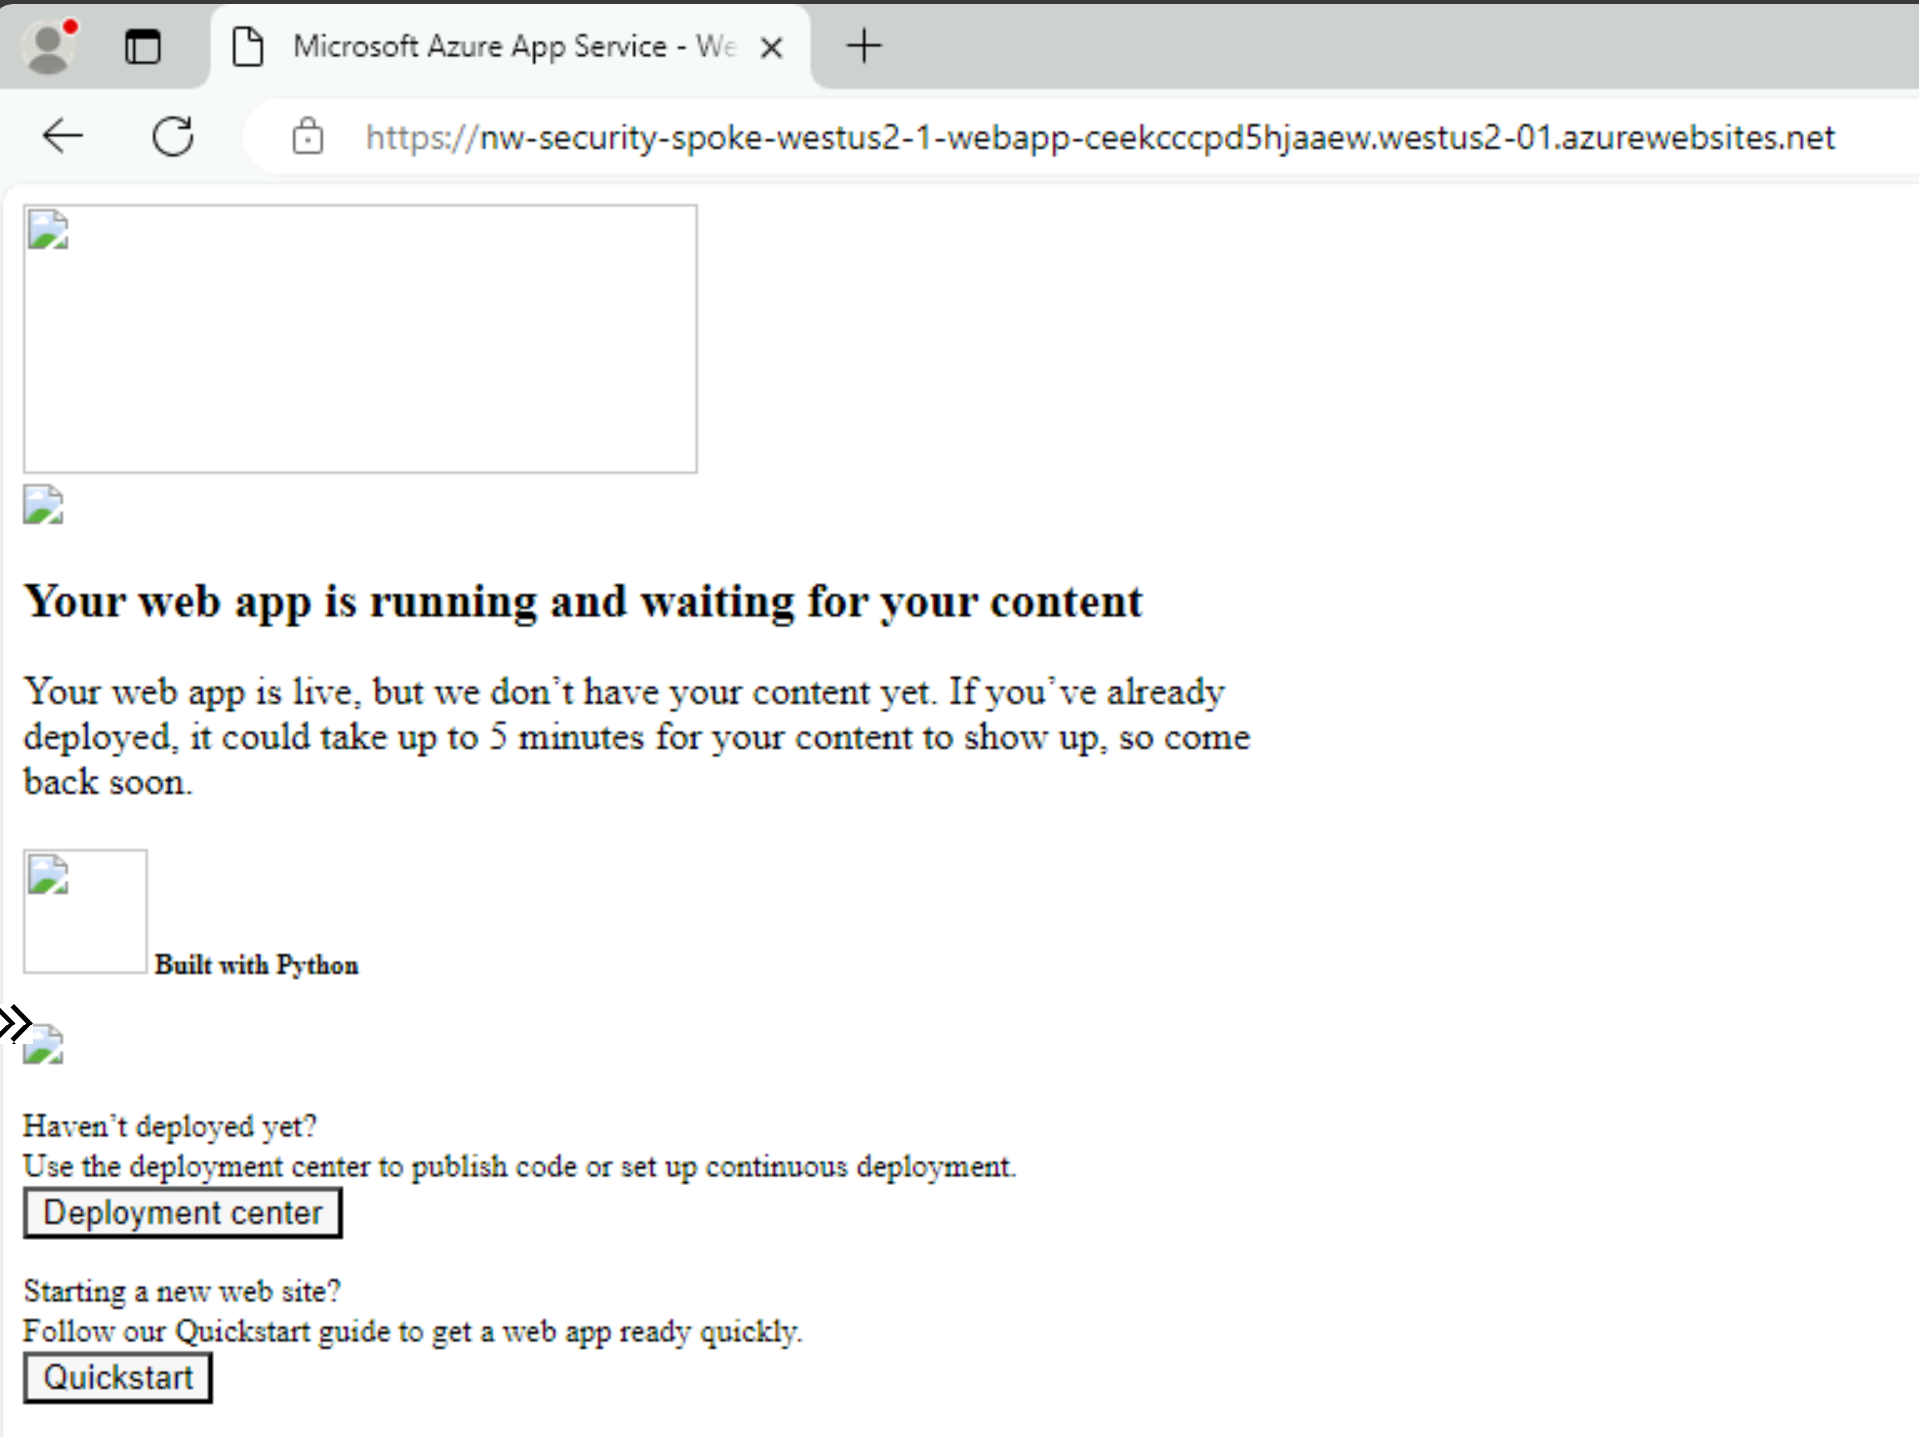 Microsoft Azure App Service - We
https://nw-security-spoke-westus2-1-webapp-ceekcccpd5hjaaew.westus2-01.azurewebsites.net
Your web app is running and waiting for your content
Your web app is live, but we don’t have your content yet. If you’ve already
deployed, it could take up to 5 minutes for your content to show up, so come
back soon.
Built with Python
Haven’t deployed yet?
Use the deployment center to publish code or set up continuous deployment.
Deployment center
Starting a new web site?
Follow our Quickstart guide to get a web app ready quickly.
Quickstart